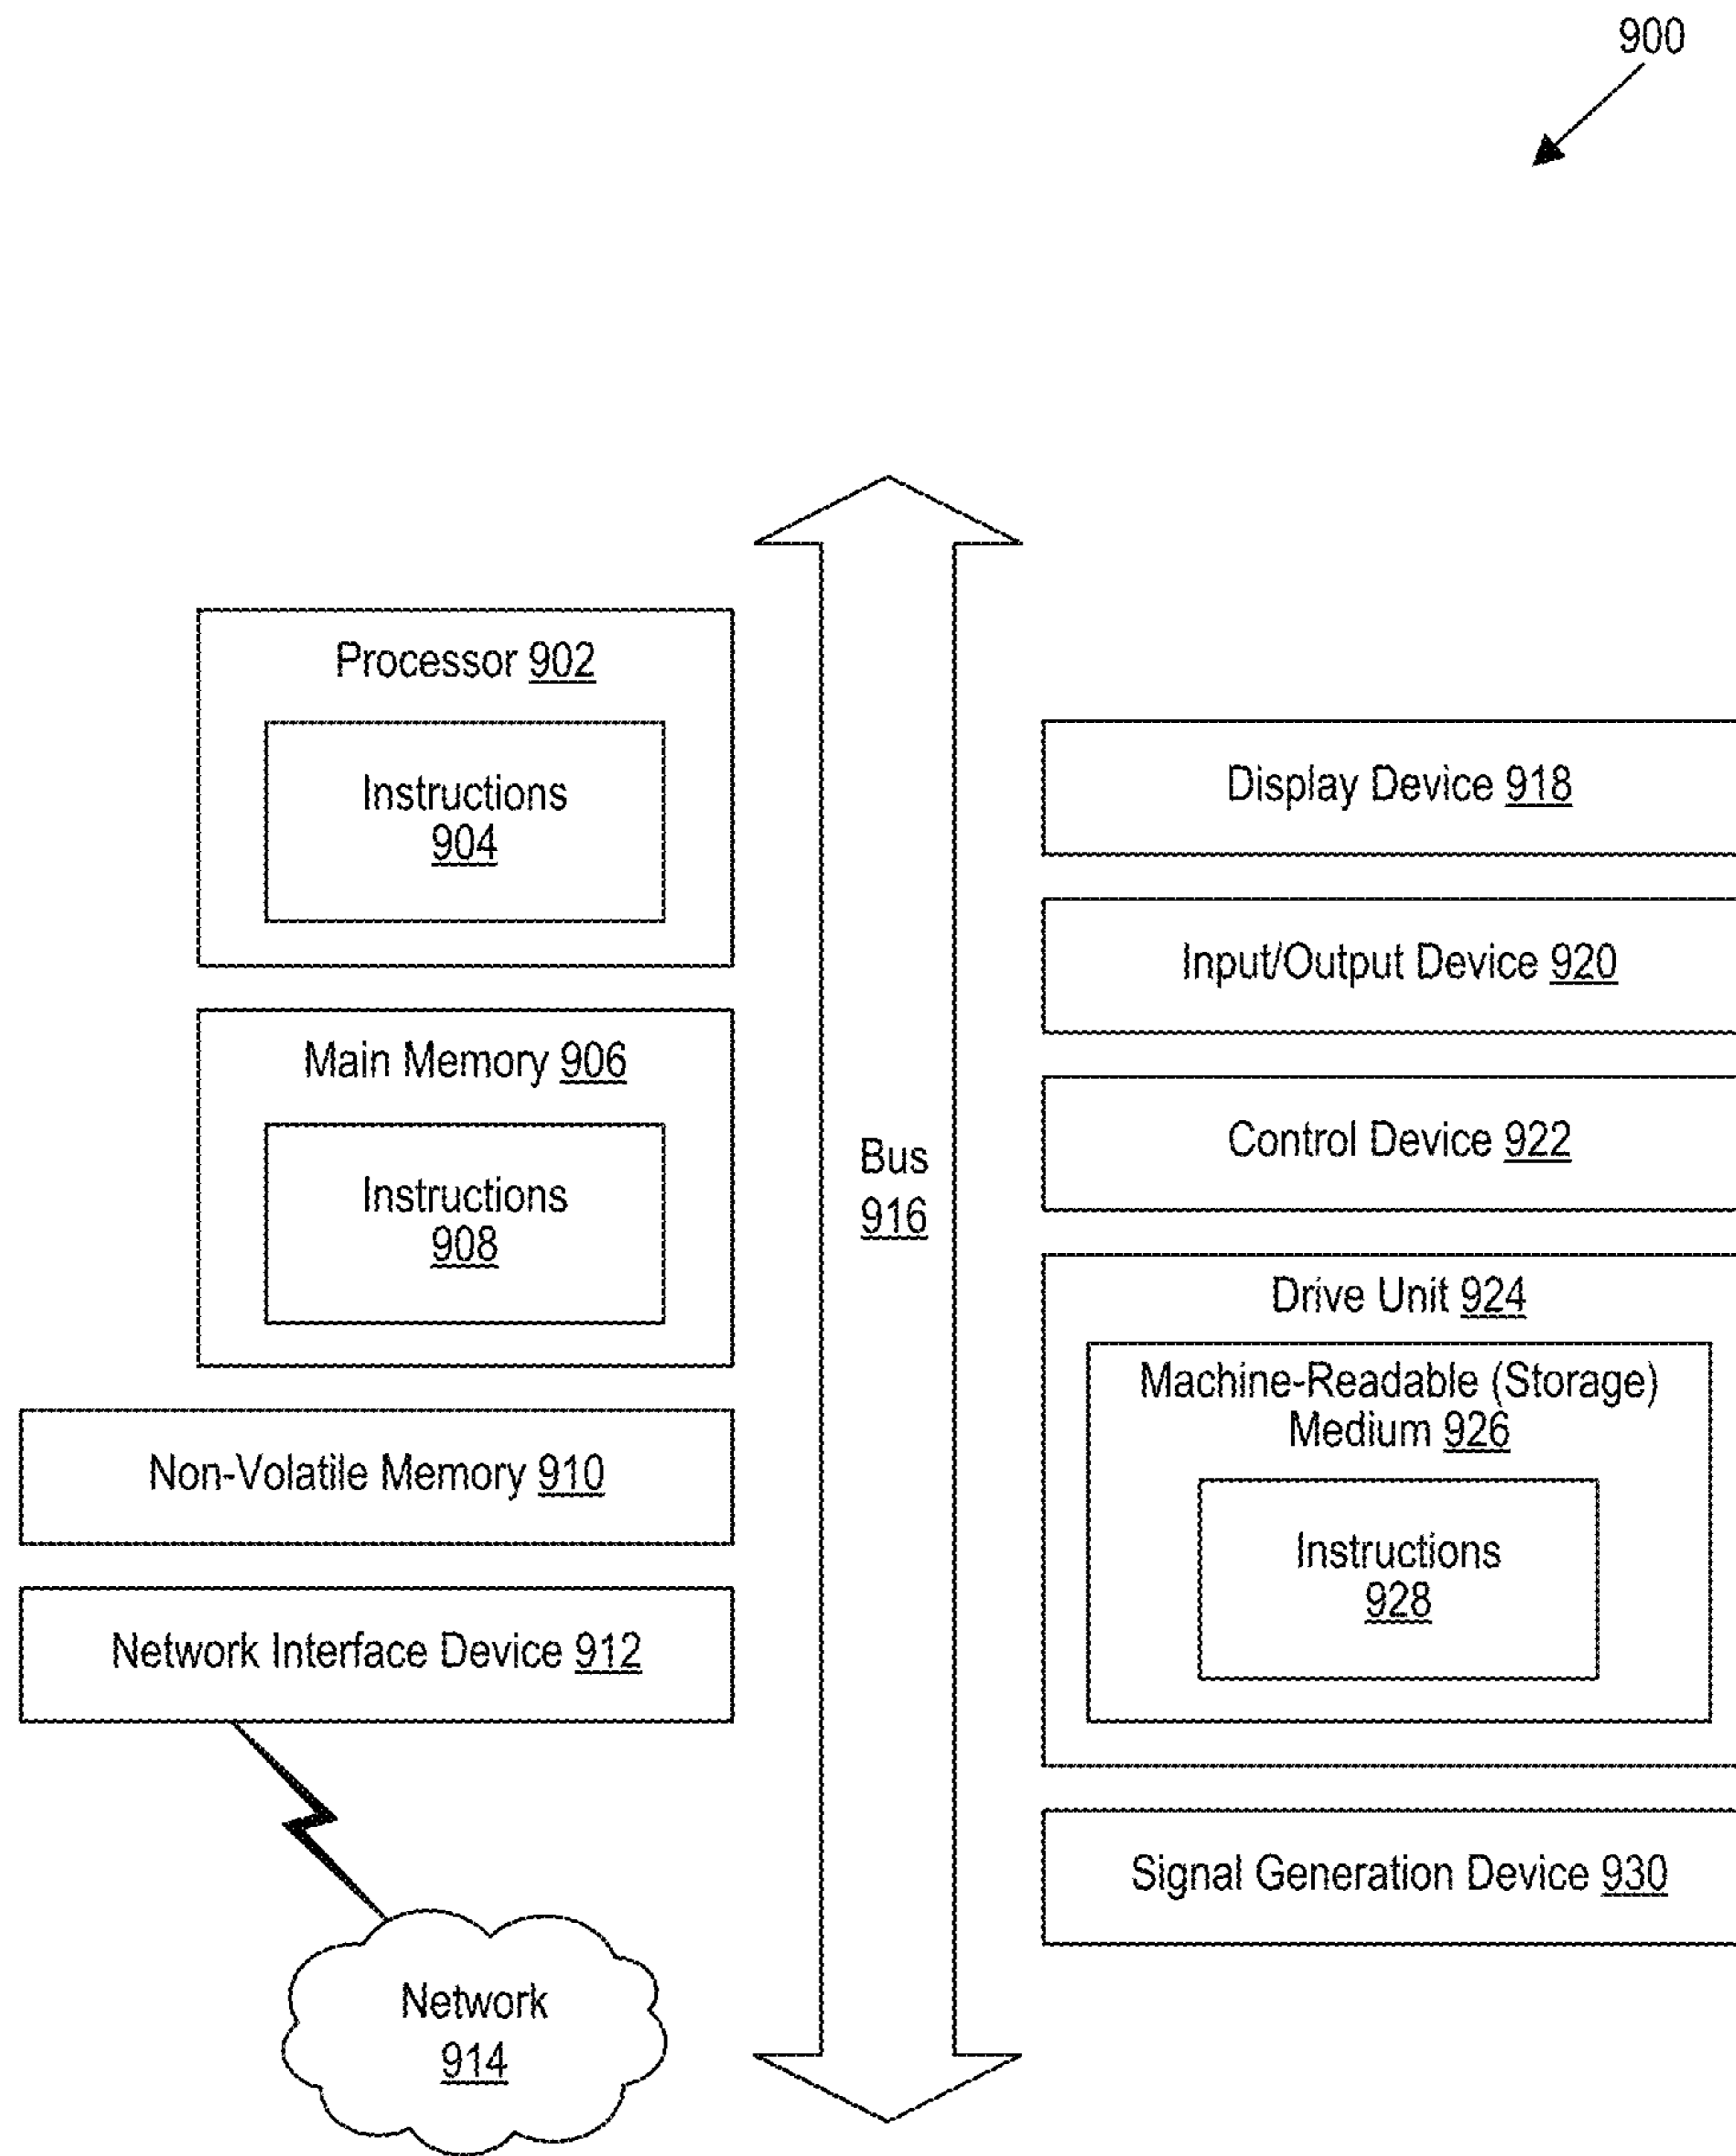 900
Processor 902
Instructions
904
Main Memory 906
Instructions
908
Non-Volatile Memory 910
Network Interface Device 912
Network
914
Bus
916
Display Device 918
Input/Output Device 920
Control Device 922
Drive Unit 924
Machine-Readable (Storage)
Medium 926
Instructions
928
Signal Generation Device 930